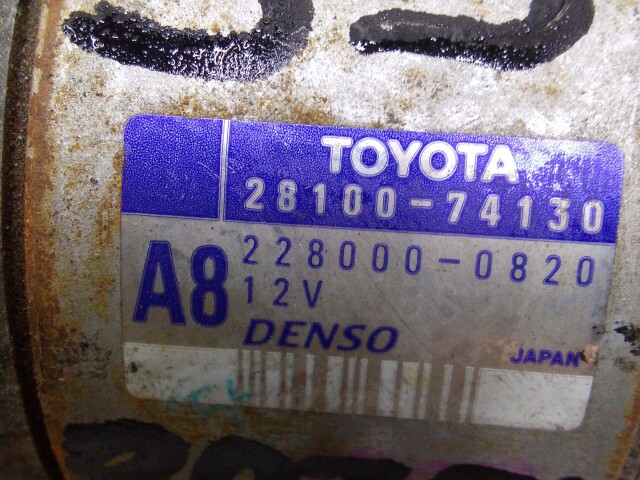 TOYOTA
28100-74130
A8
228000-0820
12V
DENSO
JAPAN